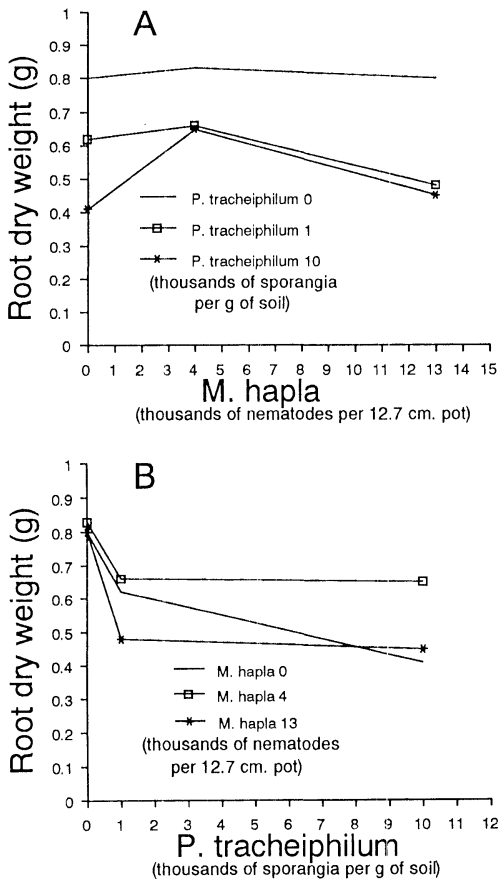 A
Root dry weight (g)
1
0.9
0.8
0.7
0.6
0.5
0.4
0.3
0.2
0.1
0
P. tracheiphilum 0
P. tracheiphilum 1
P. tracheiphilum 10
(thousands of sporangia
per g of soil)
0 1 2 3 4 5 6 7 8 9 10 11 12 13 14 15
M. hapla
(thousands of nematodes per 12.7 cm. pot)
B
Root dry weight (g)
1
0.9
0.8
0.7
0.6
0.5
0.4
0.3
0.2
0.1
0
M. hapla 0
M. hapla 4
M. hapla 13
(thousands of nematodes
per 12.7 cm. pot)
0 1 2 3 4 5 6 7 8 9 10 11 12
P. tracheiphilum
(thousands of sporangia per g of soil)